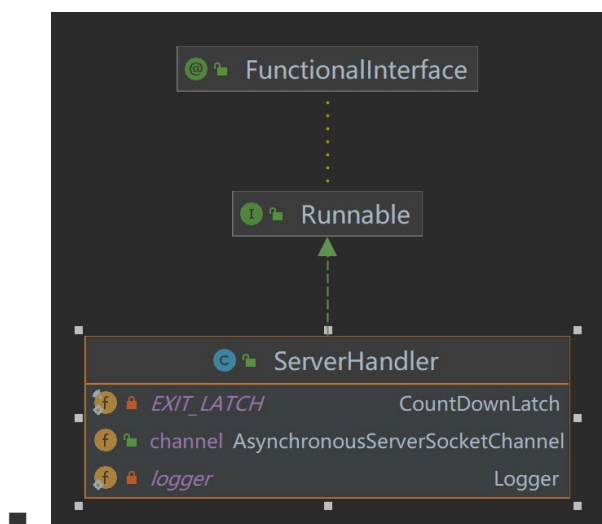 @ FunctionalInterface
I Runnable
C ServerHandler
f EXIT_LATCH CountDownLatch
f channel AsynchronousServerSocketChannel
f logger Logger